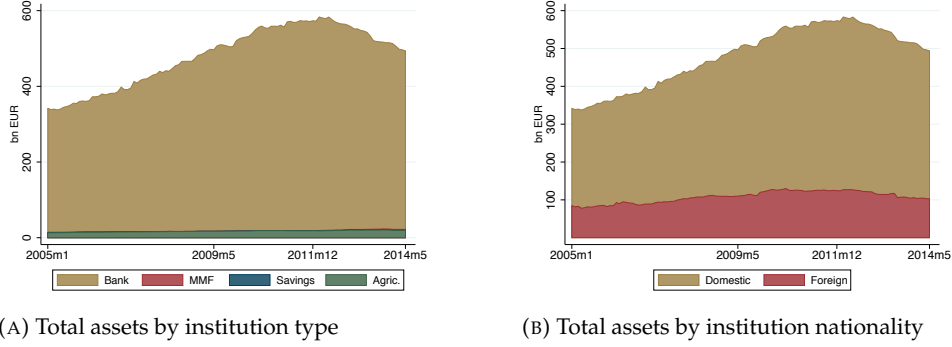 600
400
200
0
bn EUR
2005m1 2009m5 2011m12 2014m5
Bank MMF Savings Agric.
(A) Total assets by institution type
600
500
400
300
200
100
bn EUR
2005m1 2009m5 2011m12 2014m5
Domestic Foreign
(B) Total assets by institution nationality